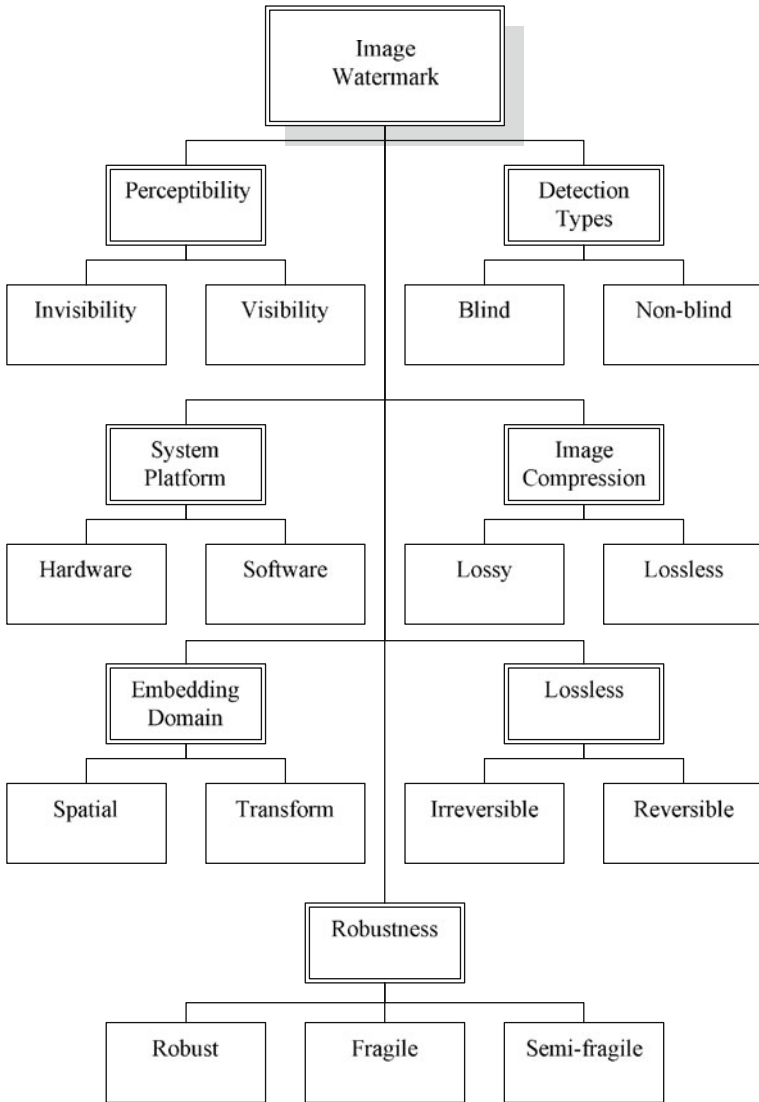 Image
Watermark
Perceptibility
Detection
Types
Invisibility
Visibility
Blind
Non-blind
System
Platform
Image
Compression
Hardware
Software
Lossy
Lossless
Embedding
Domain
Lossless
Spatial
Transform
Irreversible
Reversible
Robustness
Robust
Fragile
Semi-fragile